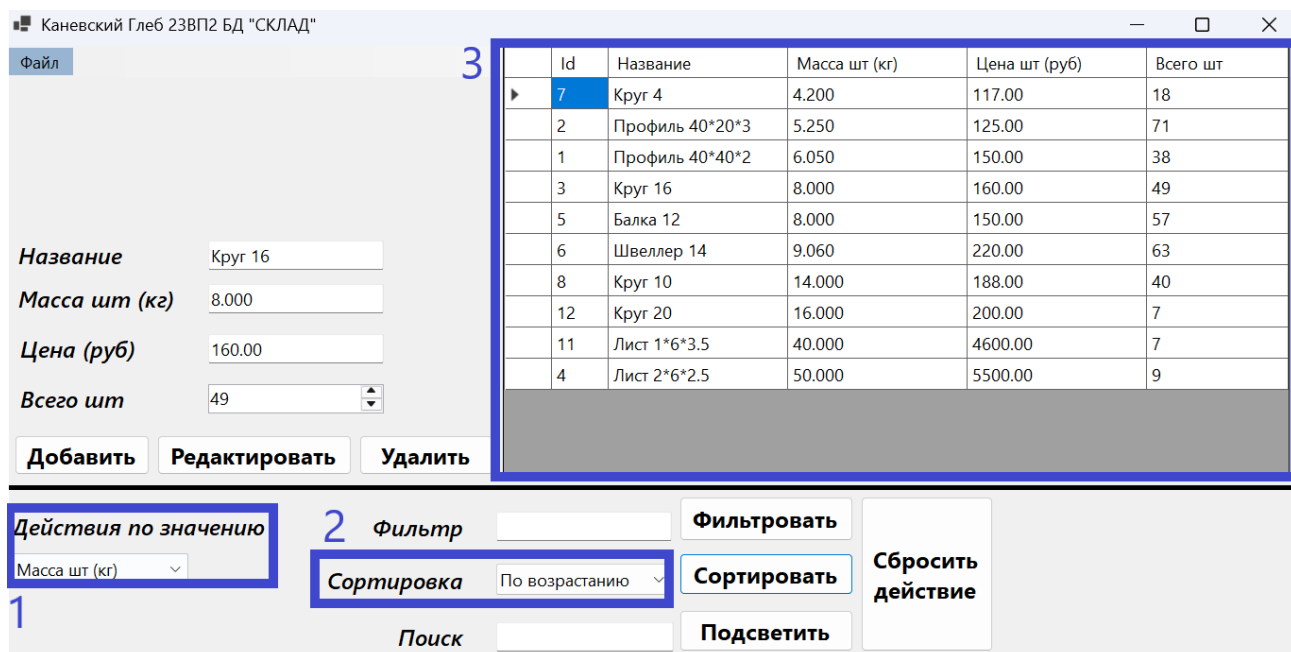 Каневский Глеб 23ВП2 БД "СКЛАД"
Файл
3
Id Название Масса шт (кг) Цена шт (руб) Всего шт
7 Круг 4 4.200 117.00 18
2 Профиль 40*20*3 5.250 125.00 71
1 Профиль 40*40*2 6.050 150.00 38
3 Круг 16 8.000 160.00 49
5 Балка 12 8.000 150.00 57
6 Швеллер 14 9.060 220.00 63
8 Круг 10 14.000 188.00 40
12 Круг 20 16.000 200.00 7
11 Лист 1*6*3.5 40.000 4600.00 7
4 Лист 2*6*2.5 50.000 5500.00 9
Название Круг 16
Масса шт (кг) 8.000
Цена (руб) 160.00
Всего шт 49
Добавить Редактировать Удалить
Действия по значению
Масса шт (кг)
1
2 Фильтр Фильтровать
Сортировка По возрастанию Сортировать
Поиск Подсветить
Сбросить
действие